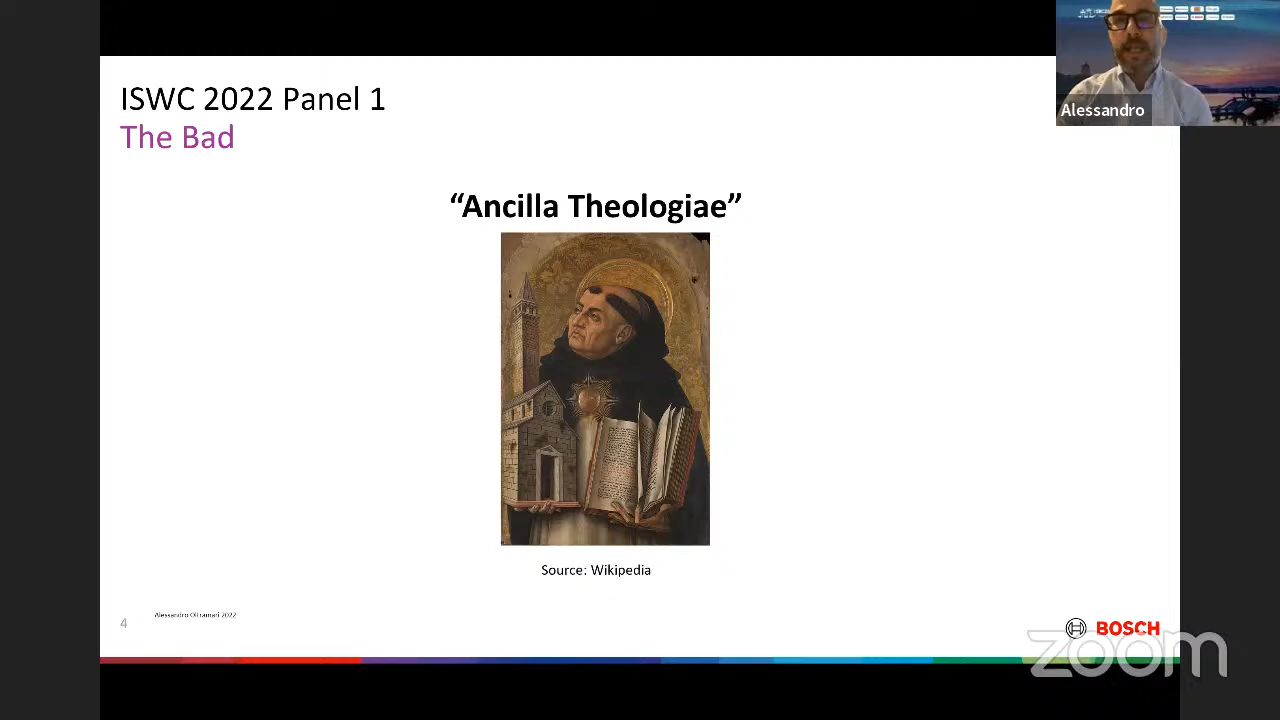 ISWC 2022 Panel 1
The Bad
Alessandro
“Ancilla Theologiae”
Source: Wikipedia
4
Alessandro Oltramari 2022
BOSCH
zoom